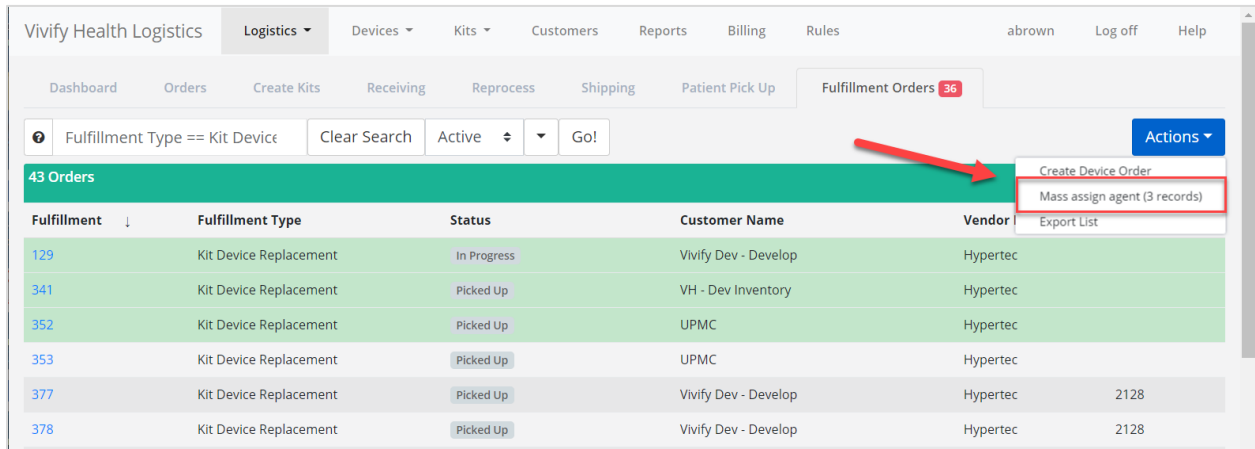 Vivify Health Logistics Logistics Devices Kits Customers Reports Billing Rules abrown Log off Help
Dashboard Orders Create Kits Receiving Reprocess Shipping Patient Pick Up Fulfillment Orders 36
Fulfillment Type == Kit Device Clear Search Active Go! Actions
Create Device Order
Mass assign agent (3 records)
Export List
43 Orders
Fulfillment ↓ Fulfillment Type Status Customer Name Vendor
129 Kit Device Replacement In Progress Vivify Dev - Develop Hypertec
341 Kit Device Replacement Picked Up VH - Dev Inventory Hypertec
352 Kit Device Replacement Picked Up UPMC Hypertec
353 Kit Device Replacement Picked Up UPMC Hypertec
377 Kit Device Replacement Picked Up Vivify Dev - Develop Hypertec 2128
378 Kit Device Replacement Picked Up Vivify Dev - Develop Hypertec 2128